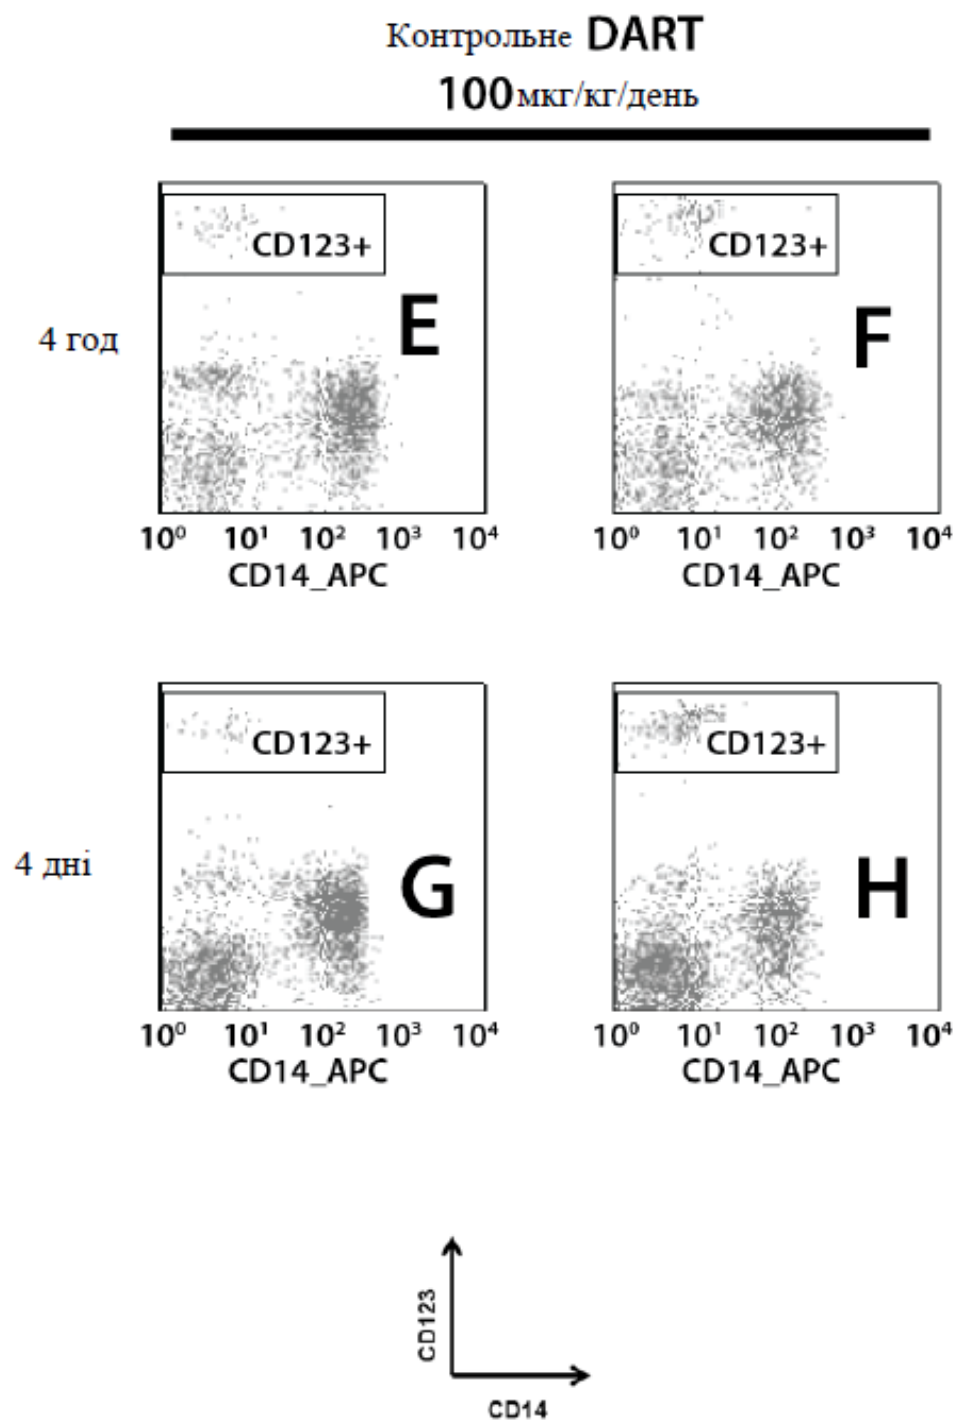 Контрольне DART
100 мкг/кг/день
4 год
CD123+
E
10⁰ 10¹ 10² 10³ 10⁴
CD14_APC
CD123+
F
10⁰ 10¹ 10² 10³ 10⁴
CD14_APC
4 дні
CD123+
G
10⁰ 10¹ 10² 10³ 10⁴
CD14_APC
CD123+
H
10⁰ 10¹ 10² 10³ 10⁴
CD14_APC
CD123
CD14